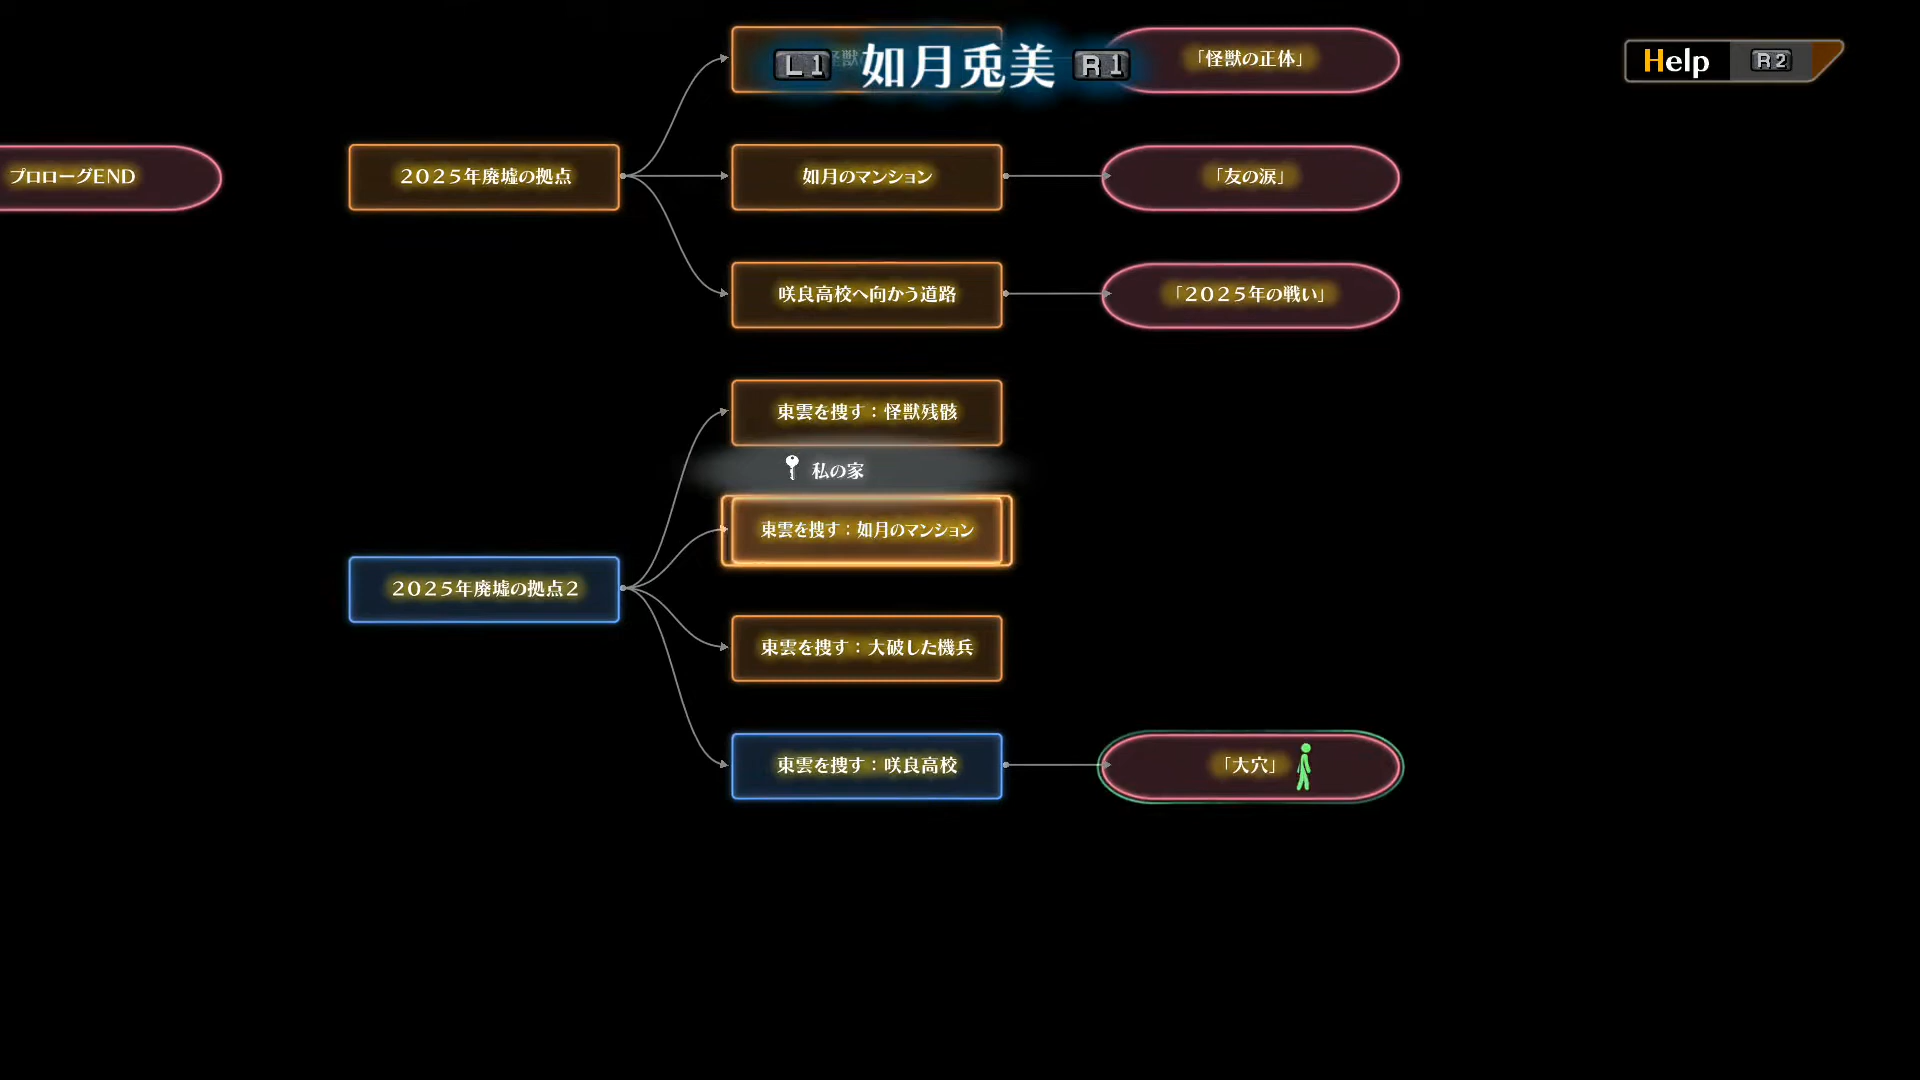 L1 如月兎美 R1
Help R2
「怪獣の正体」
プロローグEND
2025年廃墟の拠点
如月のマンション
「友の涙」
咲良高校へ向かう道路
「2025年の戦い」
東雲を捜す：怪獣残骸
私の家
東雲を捜す：如月のマンション
2025年廃墟の拠点2
東雲を捜す：大破した機兵
東雲を捜す：咲良高校
「大穴」